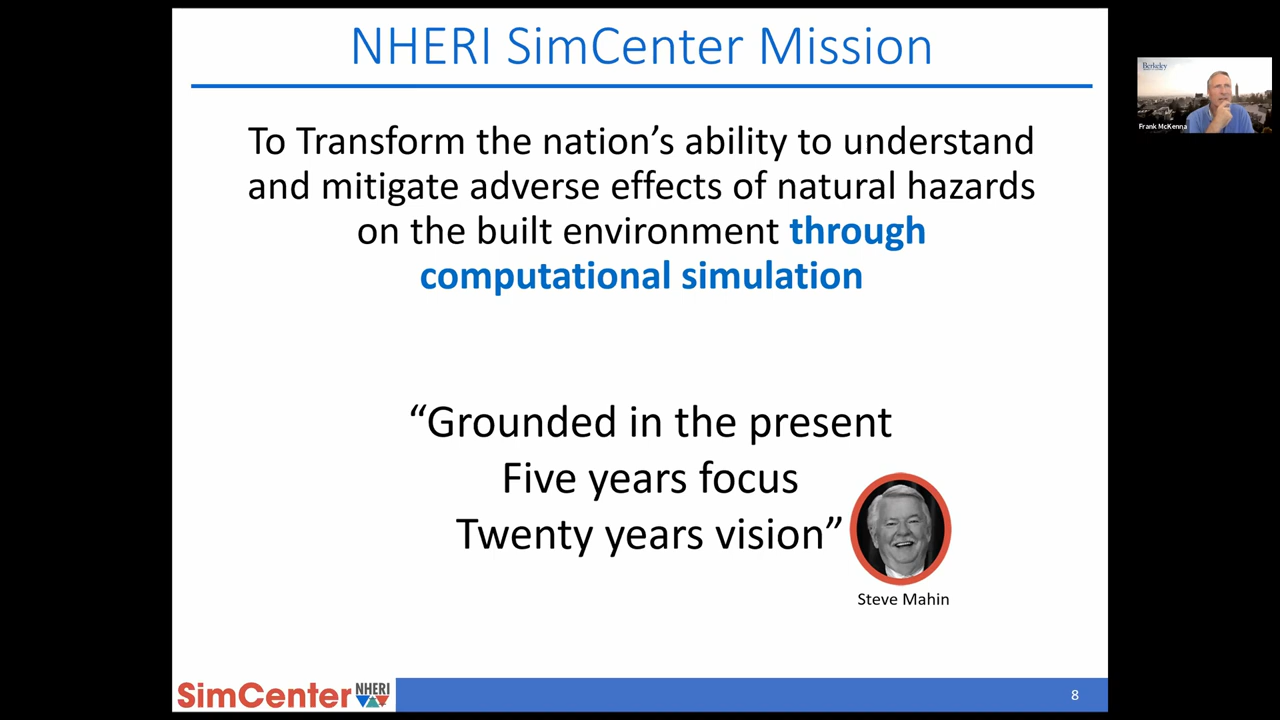 NHERI SimCenter Mission
Berkeley
Frank McKenna
To Transform the nation’s ability to understand
and mitigate adverse effects of natural hazards
on the built environment through
computational simulation
“Grounded in the present
Five years focus
Twenty years vision”
Steve Mahin
SimCenter NHERI
8